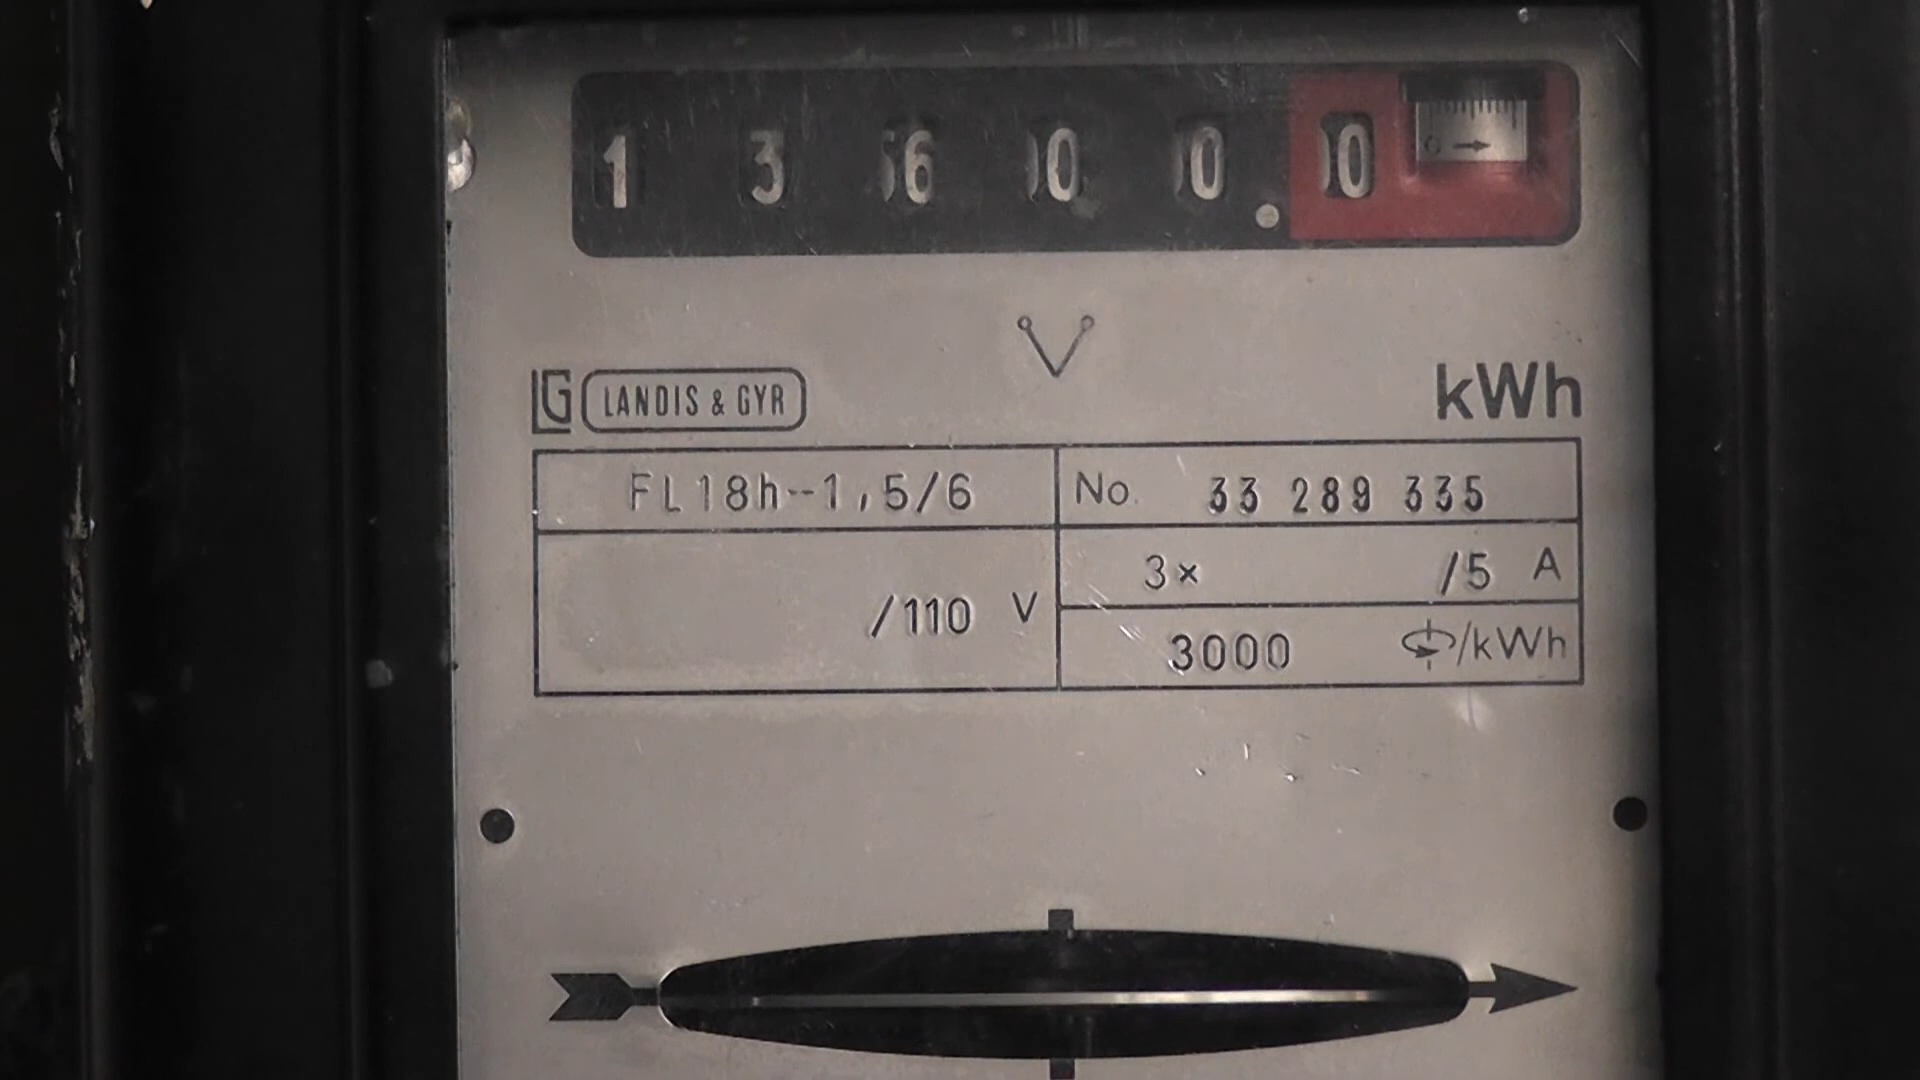 1 3 6 0 0 . 0
LG LANDIS & GYR
kWh
FL18h--1,5/6
No. 33 289 335
3× /5 A
/110 V
3000 /kWh